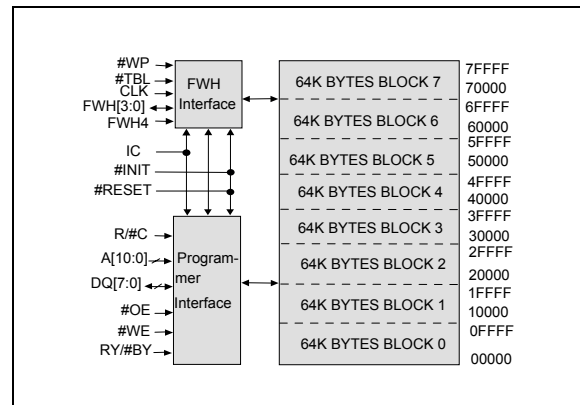 #WP
#TBL
CLK
FWH[3:0]
FWH4
IC
#INIT
#RESET
R/#C
A[10:0]
DQ[7:0]
#OE
#WE
RY/#BY
FWH
Interface
Program-
mer
Interface
64K BYTES BLOCK 7
64K BYTES BLOCK 6
64K BYTES BLOCK 5
64K BYTES BLOCK 4
64K BYTES BLOCK 3
64K BYTES BLOCK 2
64K BYTES BLOCK 1
64K BYTES BLOCK 0
7FFFF
70000
6FFFF
60000
5FFFF
50000
4FFFF
40000
3FFFF
30000
2FFFF
20000
1FFFF
10000
0FFFF
00000